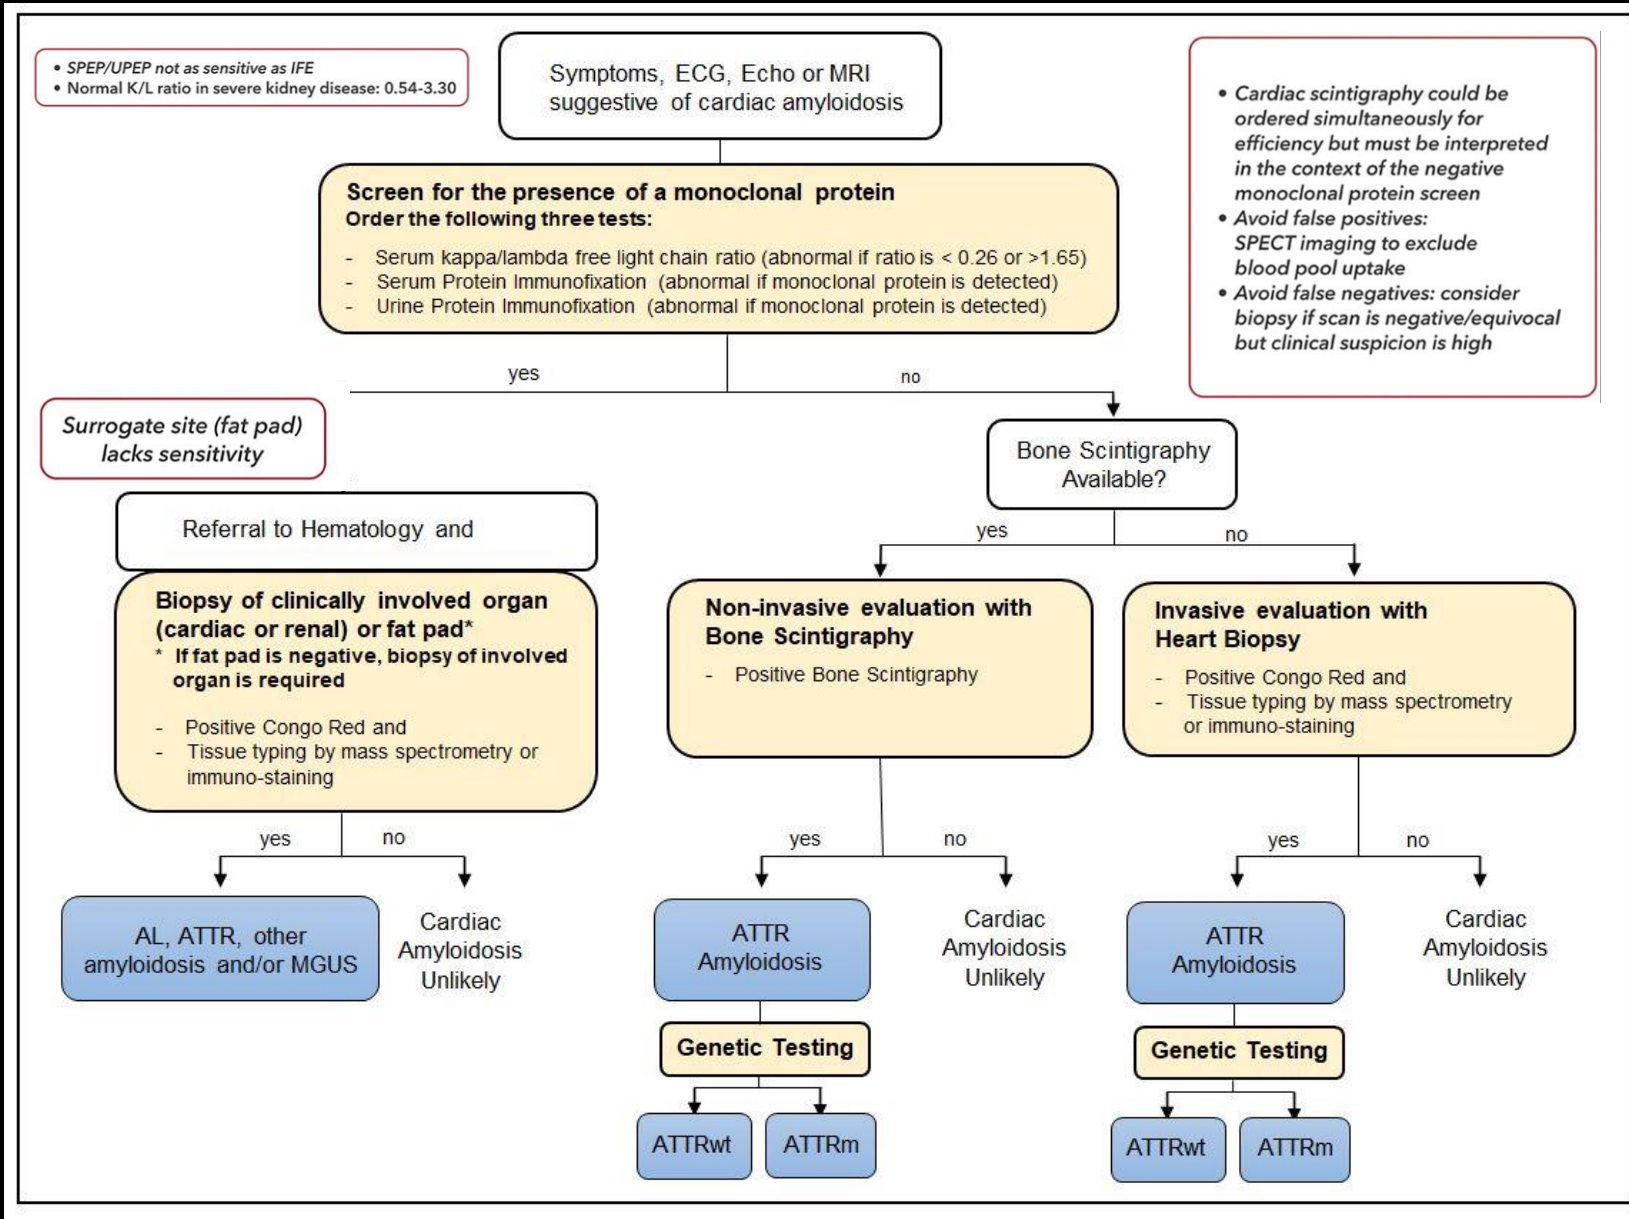 • SPEP/UPEP not as sensitive as IFE
• Normal K/L ratio in severe kidney disease: 0.54-3.30
Symptoms, ECG, Echo or MRI
suggestive of cardiac amyloidosis
• Cardiac scintigraphy could be
ordered simultaneously for
efficiency but must be interpreted
in the context of the negative
monoclonal protein screen
• Avoid false positives:
SPECT imaging to exclude
blood pool uptake
• Avoid false negatives: consider
biopsy if scan is negative/equivocal
but clinical suspicion is high
Screen for the presence of a monoclonal protein
Order the following three tests:
- Serum kappa/lambda free light chain ratio (abnormal if ratio is < 0.26 or >1.65)
- Serum Protein Immunofixation (abnormal if monoclonal protein is detected)
- Urine Protein Immunofixation (abnormal if monoclonal protein is detected)
yes
no
Surrogate site (fat pad)
lacks sensitivity
Bone Scintigraphy
Available?
Referral to Hematology and
yes
no
Biopsy of clinically involved organ
(cardiac or renal) or fat pad*
* If fat pad is negative, biopsy of involved
organ is required
- Positive Congo Red and
- Tissue typing by mass spectrometry or
immuno-staining
Non-invasive evaluation with
Bone Scintigraphy
- Positive Bone Scintigraphy
Invasive evaluation with
Heart Biopsy
- Positive Congo Red and
- Tissue typing by mass spectrometry
or immuno-staining
yes
no
yes
no
yes
no
AL, ATTR, other
amyloidosis and/or MGUS
Cardiac
Amyloidosis
Unlikely
ATTR
Amyloidosis
Cardiac
Amyloidosis
Unlikely
ATTR
Amyloidosis
Cardiac
Amyloidosis
Unlikely
Genetic Testing
Genetic Testing
ATTRwt
ATTRm
ATTRwt
ATTRm